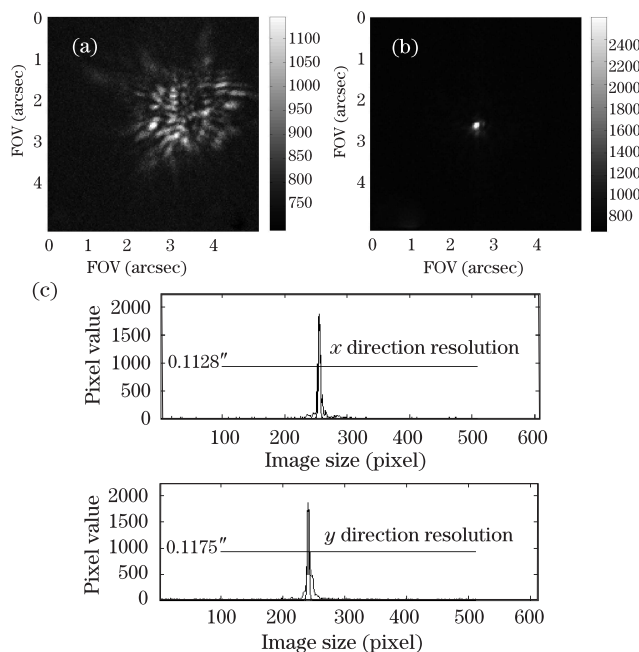 (a)
0
1
2
3
4
FOV (arcsec)
0 1 2 3 4
FOV (arcsec)
1100
1050
1000
950
900
850
800
750
(b)
0
1
2
3
4
FOV (arcsec)
0 1 2 3 4
FOV (arcsec)
2400
2200
2000
1800
1600
1400
1200
1000
800
(c)
2000
1500
1000
500
0
Pixel value
0.1128″
x direction resolution
100 200 300 400 500 600
Image size (pixel)
2000
1500
1000
500
0
Pixel value
0.1175″
y direction resolution
100 200 300 400 500 600
Image size (pixel)